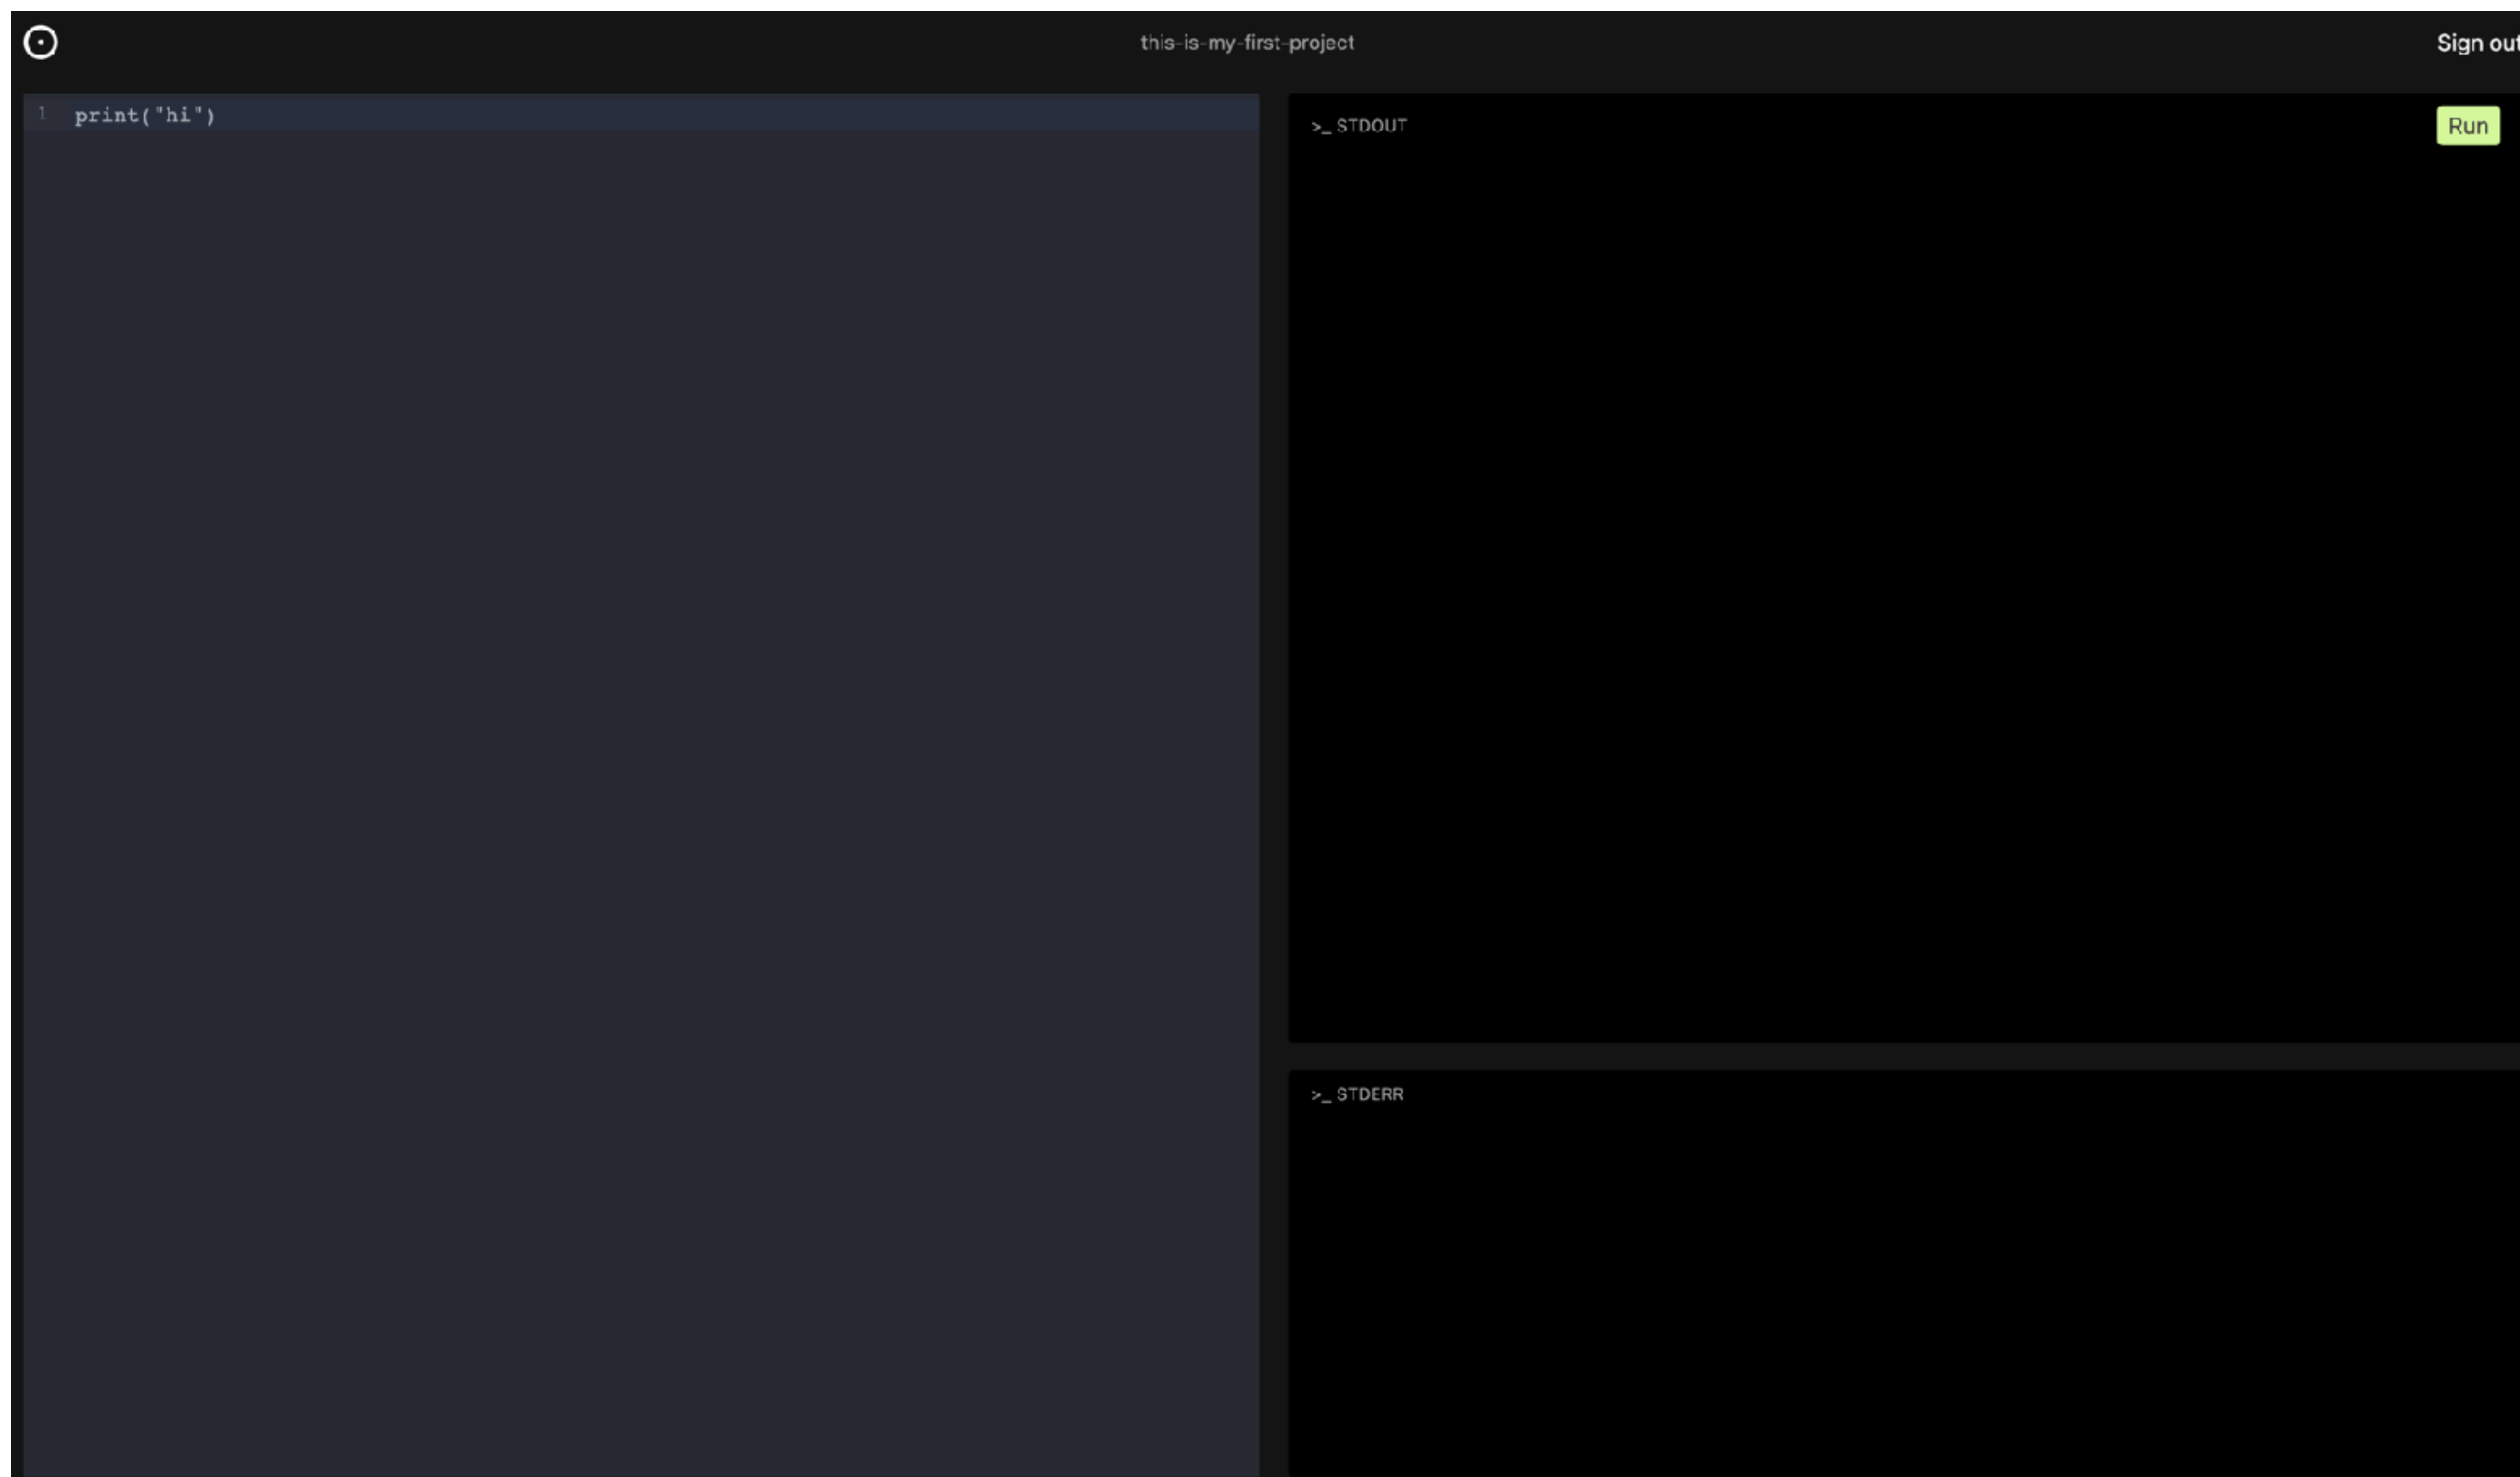 this-is-my-first-project
Sign out
1 print("hi")
>_ STDOUT
Run
>_ STDERR